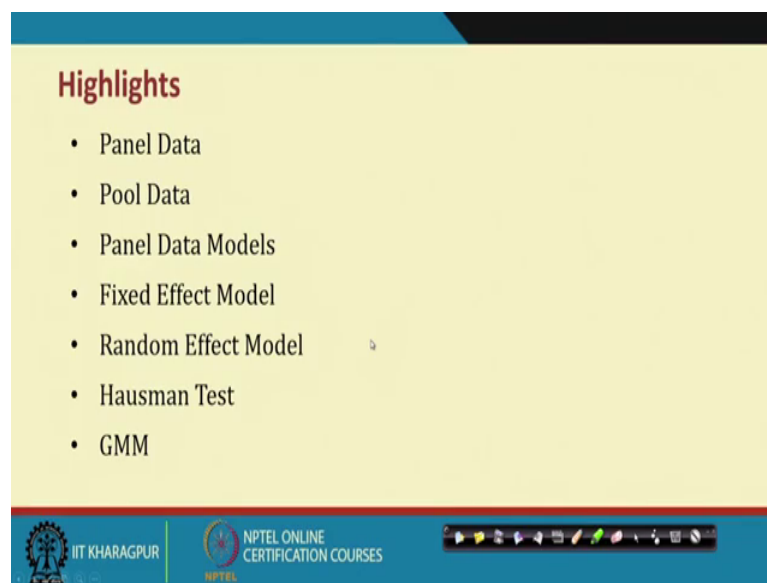 Highlights
• Panel Data
• Pool Data
• Panel Data Models
• Fixed Effect Model
• Random Effect Model
• Hausman Test
• GMM
IIT KHARAGPUR
NPTEL
NPTEL ONLINE
CERTIFICATION COURSES